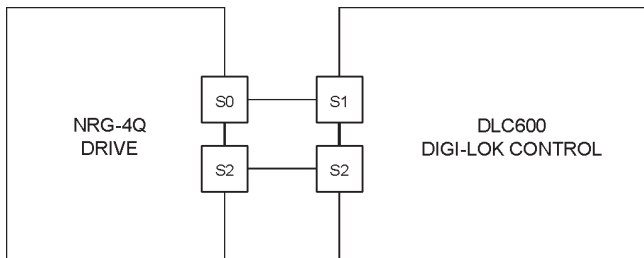 S0
S1
NRG-4Q
DRIVE
DLC600
DIGI-LOK CONTROL
S2
S2